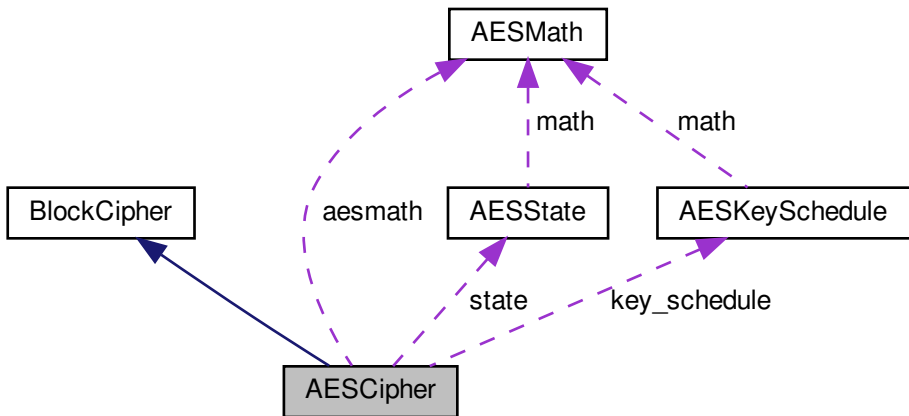 AESMath
math
math
BlockCipher
aesmath
AESState
AESKeySchedule
state
key_schedule
AESCipher